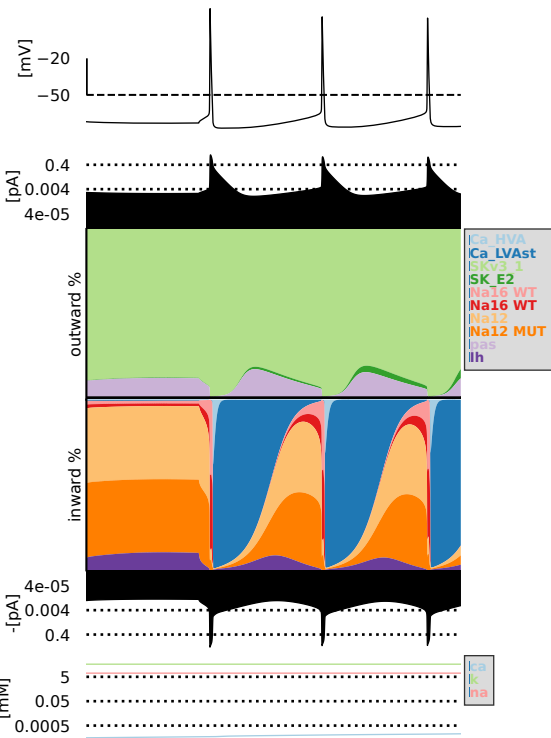 [mV]
−20
−50
[pA]
0.4
0.004
4e-05
outward %
Ca_HVA
Ca_LVAst
SKv3_1
SK_E2
Na16 WT
Na16 WT
Na12
Na12 MUT
pas
Ih
inward %
-[pA]
4e-05
0.004
0.4
[mM]
5
0.05
0.0005
ca
k
na